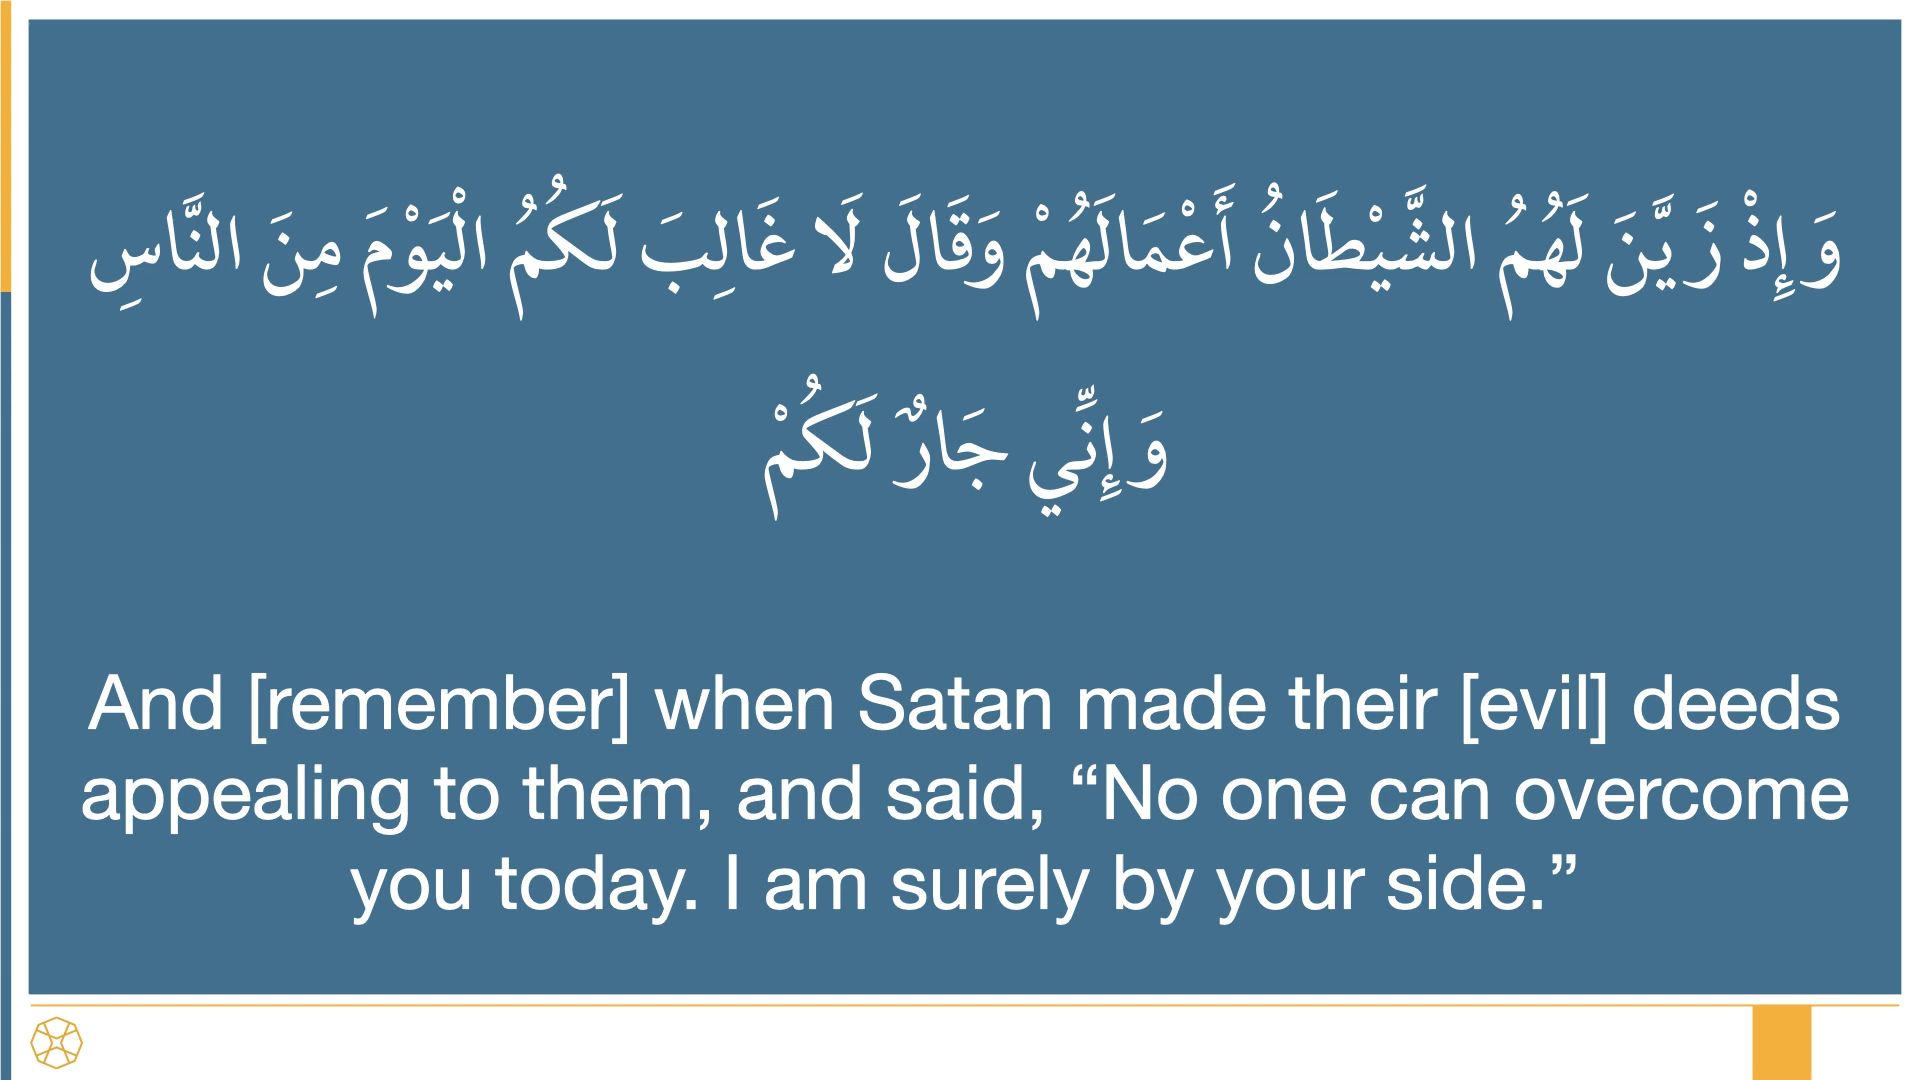 وَإِذْ زَيَّنَ لَهُمُ الشَّيْطَانُ أَعْمَالَهُمْ وَقَالَ لَا غَالِبَ لَكُمُ الْيَوْمَ مِنَ النَّاسِ
وَإِنِّي جَارٌ لَكُمْ
And [remember] when Satan made their [evil] deeds
appealing to them, and said, “No one can overcome
you today. I am surely by your side.”